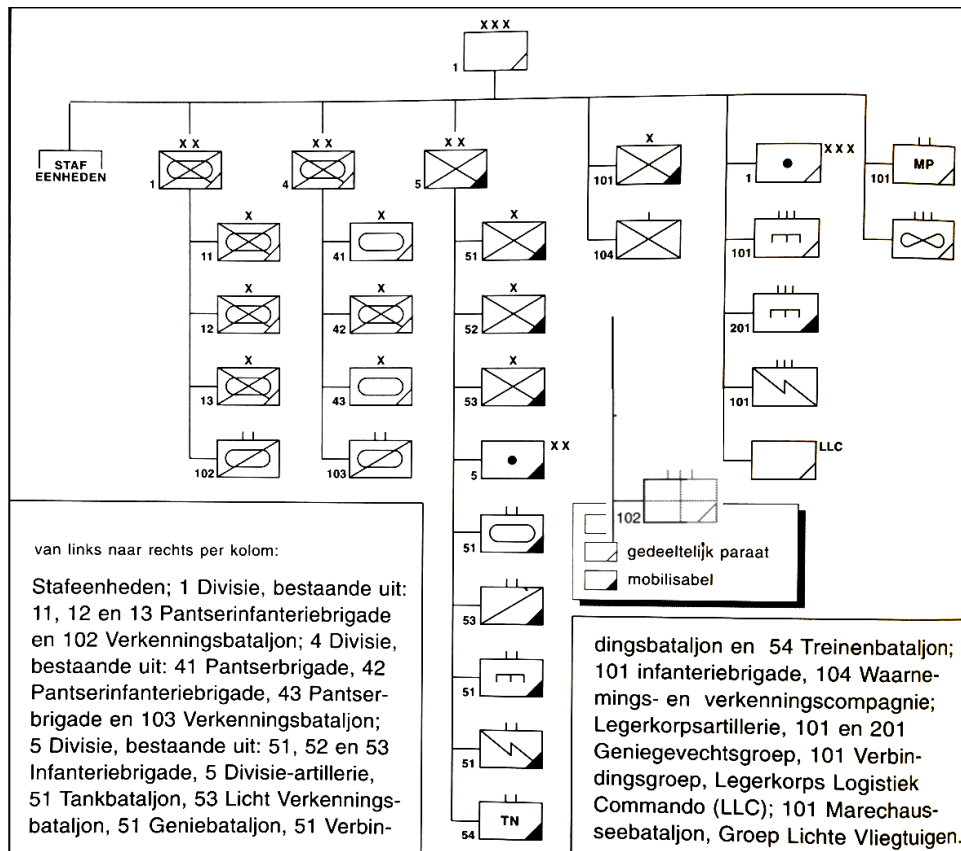 XXX
1
STAF
EENHEDEN
XX
1
XX
4
XX
5
X
101
XXX
1
101
MP
X
11
X
41
X
51
104
101
X
12
X
42
X
52
201
X
13
X
43
X
53
101
102
103
XX
5
LLC
102
51
53
51
51
54
TN
gedeeltelijk paraat
mobilisabel
van links naar rechts per kolom:
Stafeenheden; 1 Divisie, bestaande uit:
11, 12 en 13 Pantserinfanteriebrigade
en 102 Verkenningsbataljon; 4 Divisie,
bestaande uit: 41 Pantserbrigade, 42
Pantserinfanteriebrigade, 43 Pantser-
brigade en 103 Verkenningsbataljon;
5 Divisie, bestaande uit: 51, 52 en 53
Infanteriebrigade, 5 Divisie-artillerie,
51 Tankbataljon, 53 Licht Verkennings-
bataljon, 51 Geniebataljon, 51 Verbin-
dingsbataljon en 54 Treinenbataljon;
101 infanteriebrigade, 104 Waarne-
mings- en verkenningscompagnie;
Legerkorpsartillerie, 101 en 201
Geniegevechtsgroep, 101 Verbin-
dingsgroep, Legerkorps Logistiek
Commando (LLC); 101 Marechaus-
seebataljon, Groep Lichte Vliegtuigen.